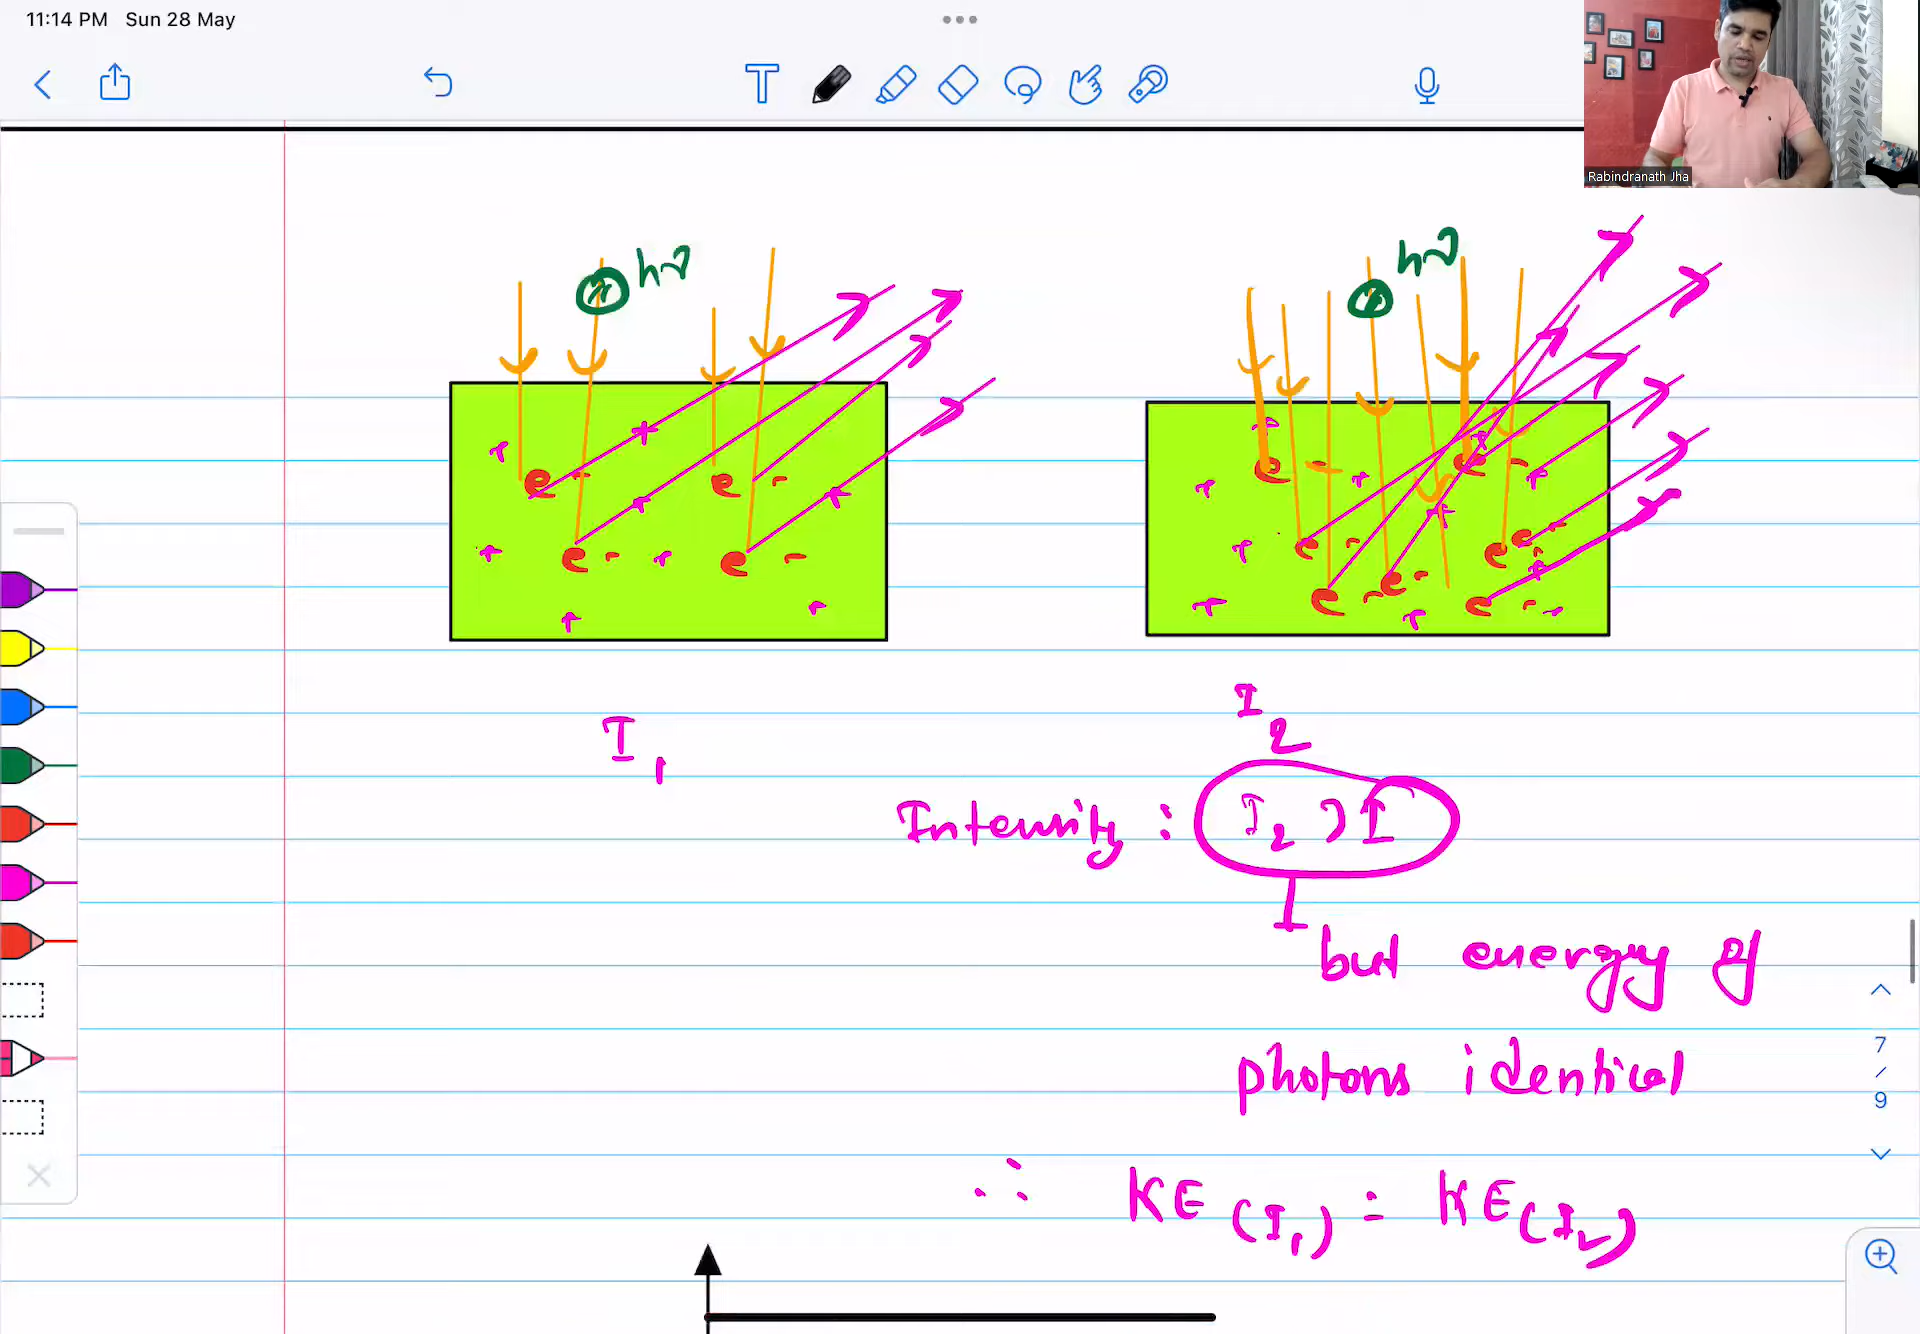 11:14 PM Sun 28 May
T
Rabindranath Jha
hν
hν
e- e-
e- e-
e- e-
e- e- e-
e- e- e-
I1
I2
Intensity : I2 > I
but energy of
photons identical
7
/
9
∴ KE(I1) = KE(I2)